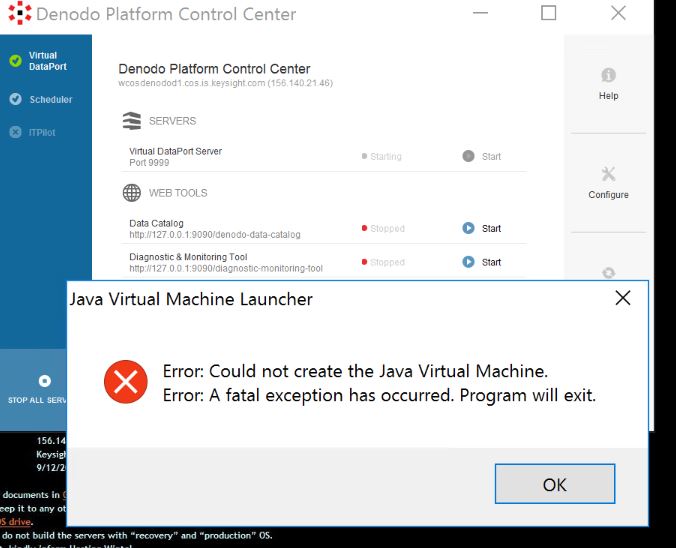 Denodo Platform Control Center
Virtual
DataPort
Scheduler
ITPilot
Denodo Platform Control Center
wcosdenodod1.cos.is.keysight.com (156.140.21.46)
SERVERS
Virtual DataPort Server
Port 9999
Starting
Start
WEB TOOLS
Data Catalog
http://127.0.0.1:9090/denodo-data-catalog
Stopped
Start
Diagnostic & Monitoring Tool
http://127.0.0.1:9090/diagnostic-monitoring-tool
Stopped
Start
Help
Configure
Java Virtual Machine Launcher
Error: Could not create the Java Virtual Machine.
Error: A fatal exception has occurred. Program will exit.
OK
STOP ALL SERV
156.14
Keysigh
9/12/2
documents in
eep it to any ot
OS drive.
do not build the servers with “recovery” and “production” OS.